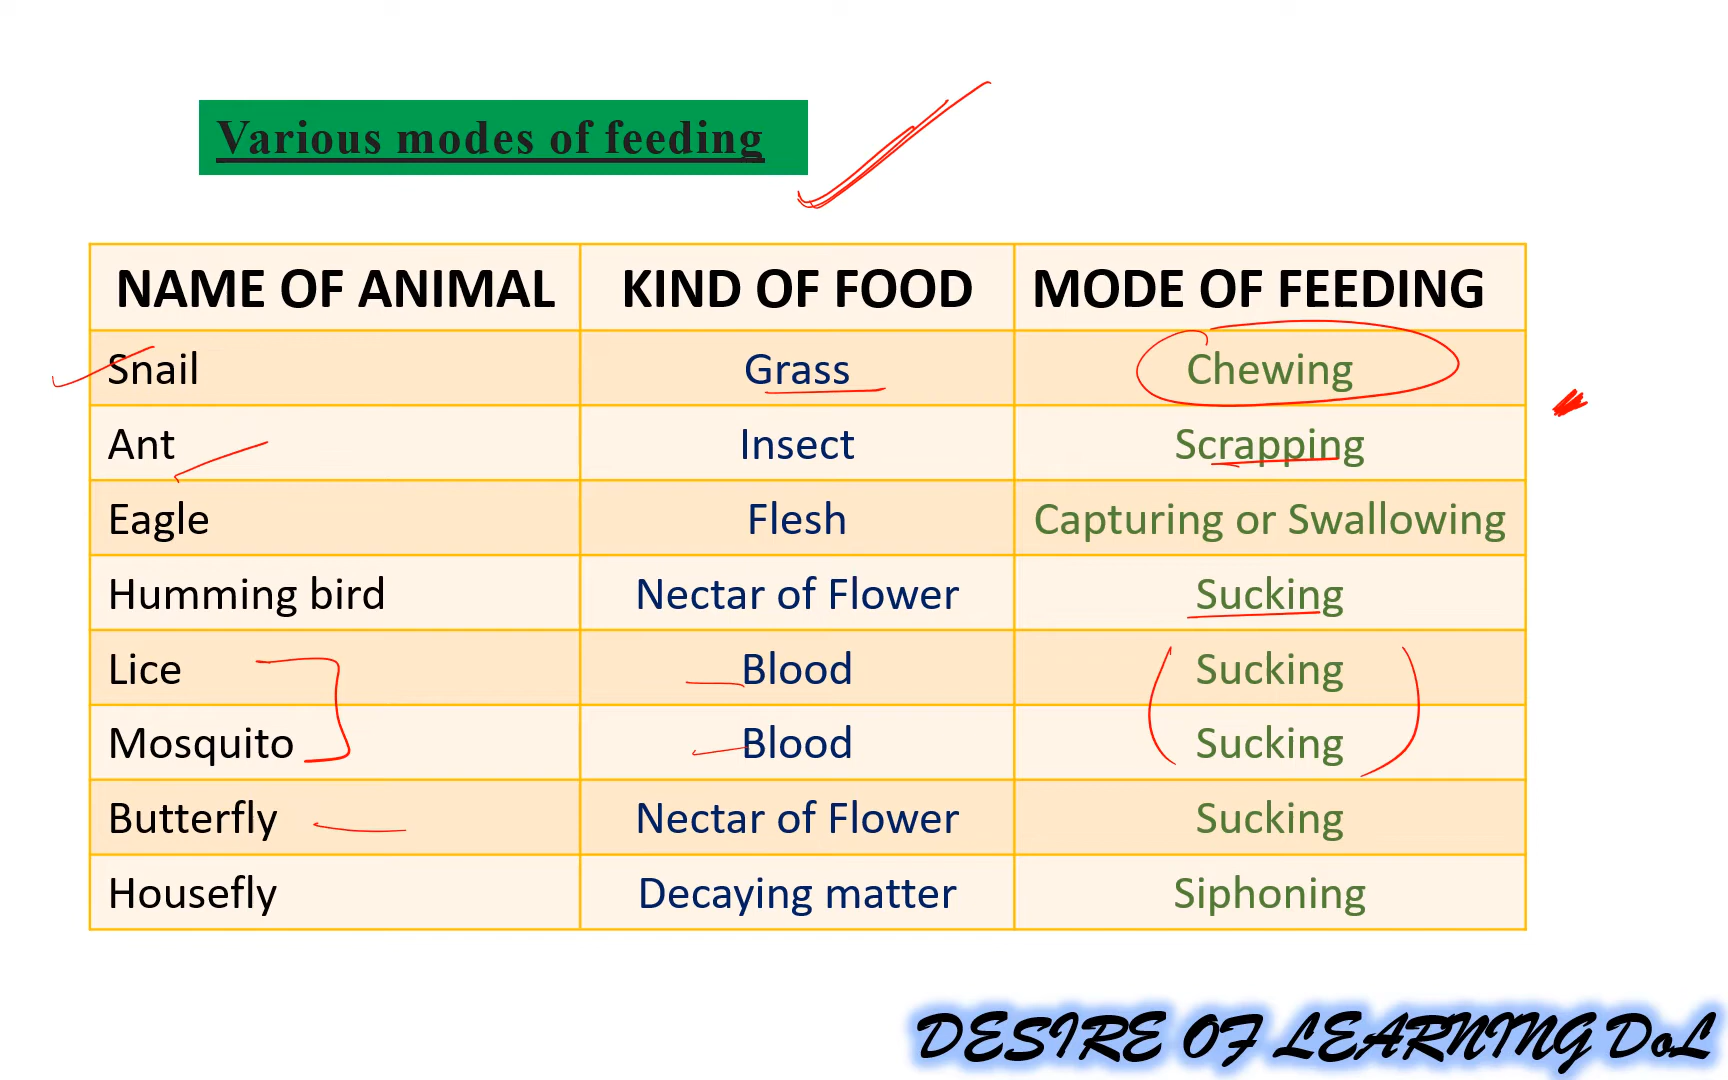 Various modes of feeding
NAME OF ANIMAL KIND OF FOOD MODE OF FEEDING
Snail Grass Chewing
Ant Insect Scrapping
Eagle Flesh Capturing or Swallowing
Humming bird Nectar of Flower Sucking
Lice Blood Sucking
Mosquito Blood Sucking
Butterfly Nectar of Flower Sucking
Housefly Decaying matter Siphoning
DESIRE OF LEARNING DoL